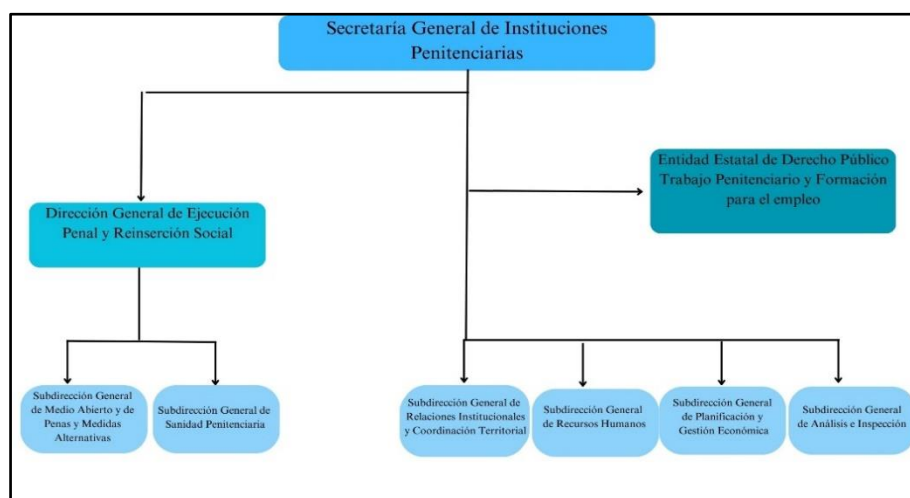 Secretaría General de Instituciones
Penitenciarias
Entidad Estatal de Derecho Público
Trabajo Penitenciario y Formación
para el empleo
Dirección General de Ejecución
Penal y Reinserción Social
Subdirección General
de Medio Abierto y de
Penas y Medidas
Alternativas
Subdirección General de
Sanidad Penitenciaria
Subdirección General de
Relaciones Institucionales
y Coordinación Territorial
Subdirección General
de Recursos Humanos
Subdirección General
de Planificación y
Gestión Económica
Subdirección General
de Análisis e Inspección